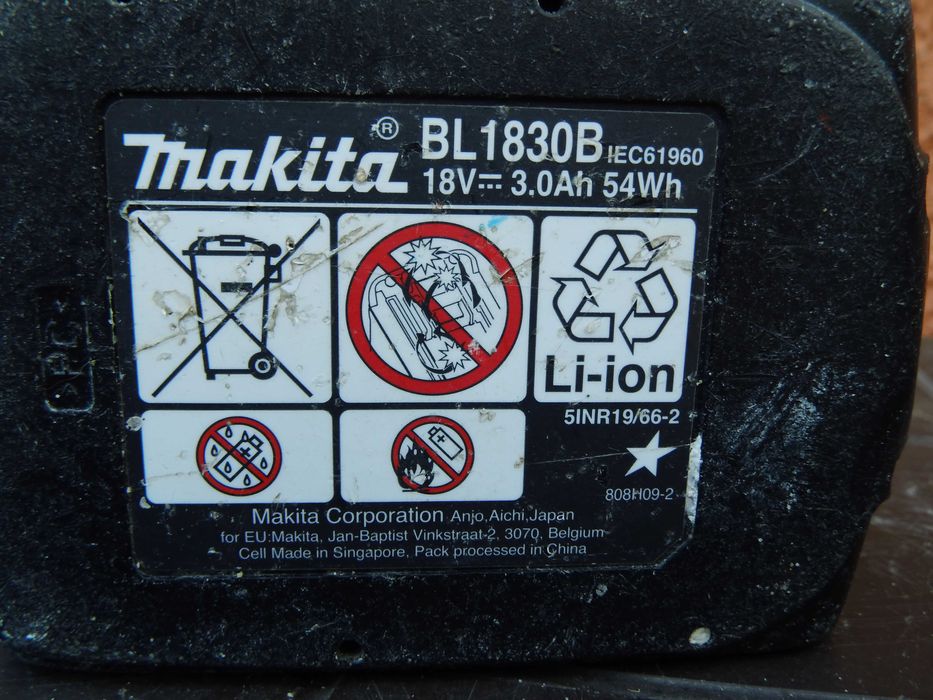 makita® BL1830B IEC61960
18V⎓ 3.0Ah 54Wh
Li-ion
5INR19/66-2
808H09-2
Makita Corporation Anjo,Aichi,Japan
for EU:Makita, Jan-Baptist Vinkstraat-2, 3070, Belgium
Cell Made in Singapore, Pack processed in China
>PC<